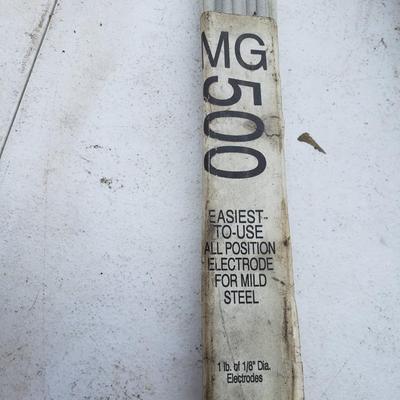 MG
500
EASIEST-
TO-USE
ALL POSITION
ELECTRODE
FOR MILD
STEEL
1 lb. of 1/8" Dia.
Electrodes